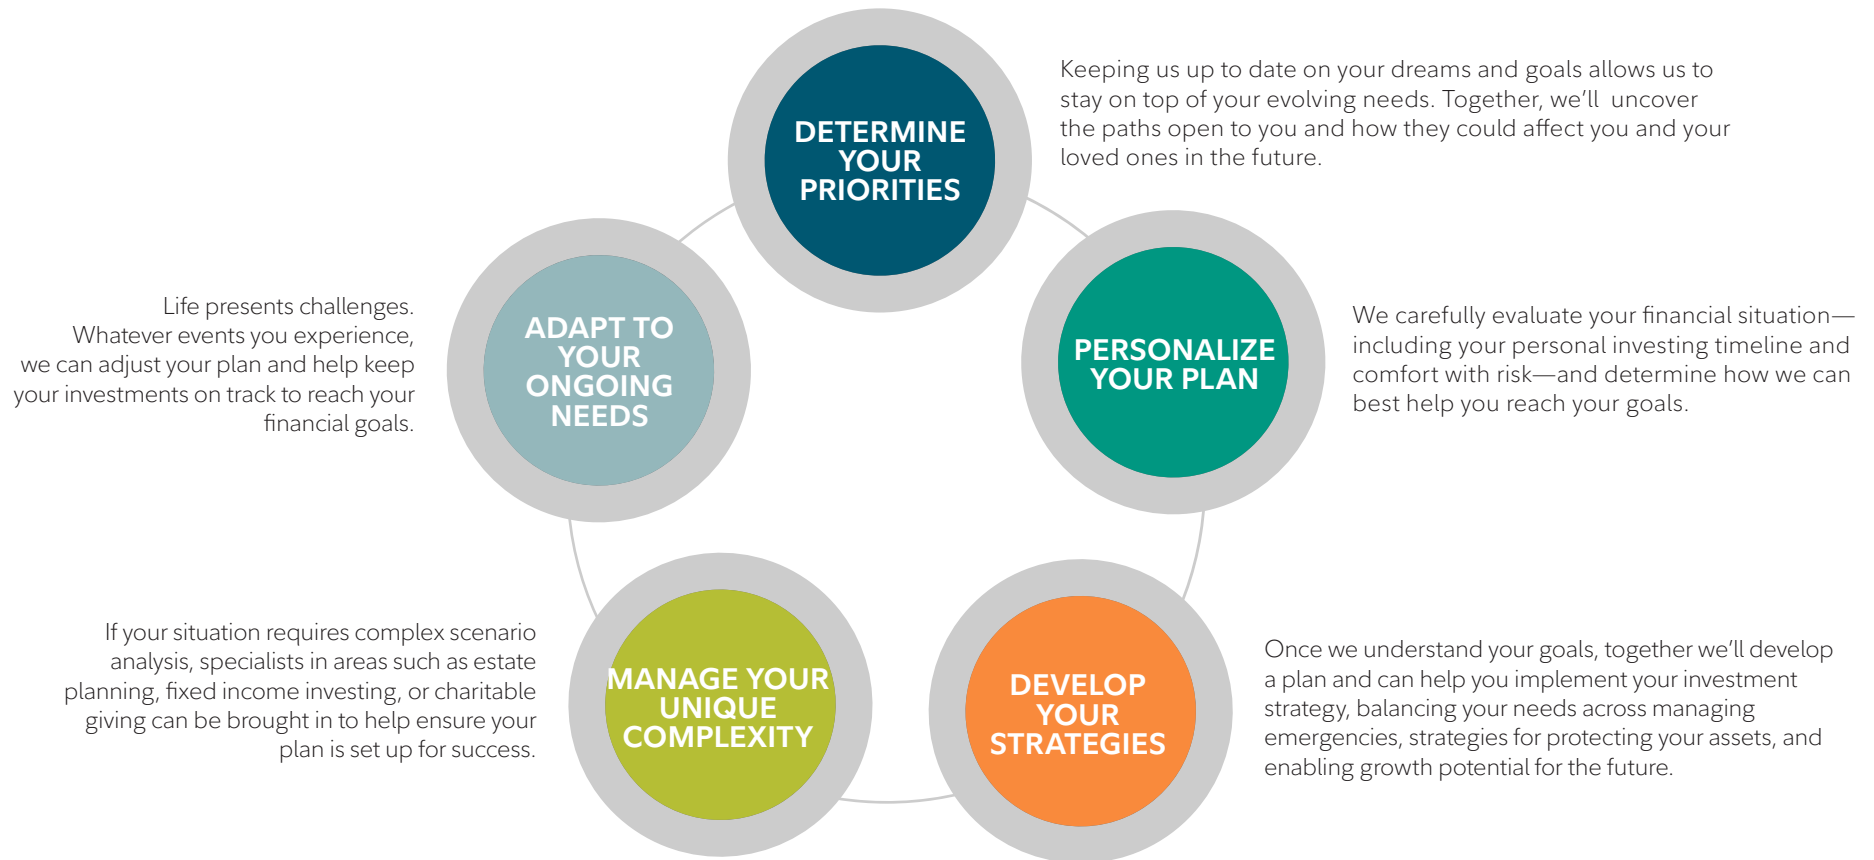 DETERMINE
YOUR
PRIORITIES
Keeping us up to date on your dreams and goals allows us to
stay on top of your evolving needs. Together, we’ll  uncover
the paths open to you and how they could affect you and your
loved ones in the future.
PERSONALIZE
YOUR PLAN
We carefully evaluate your financial situation—
including your personal investing timeline and
comfort with risk—and determine how we can
best help you reach your goals.
DEVELOP
YOUR
STRATEGIES
Once we understand your goals, together we’ll develop
a plan and can help you implement your investment
strategy, balancing your needs across managing
emergencies, strategies for protecting your assets, and
enabling growth potential for the future.
MANAGE YOUR
UNIQUE
COMPLEXITY
If your situation requires complex scenario
analysis, specialists in areas such as estate
planning, fixed income investing, or charitable
giving can be brought in to help ensure your
plan is set up for success.
ADAPT TO
YOUR
ONGOING
NEEDS
Life presents challenges.
Whatever events you experience,
we can adjust your plan and help keep
your investments on track to reach your
financial goals.